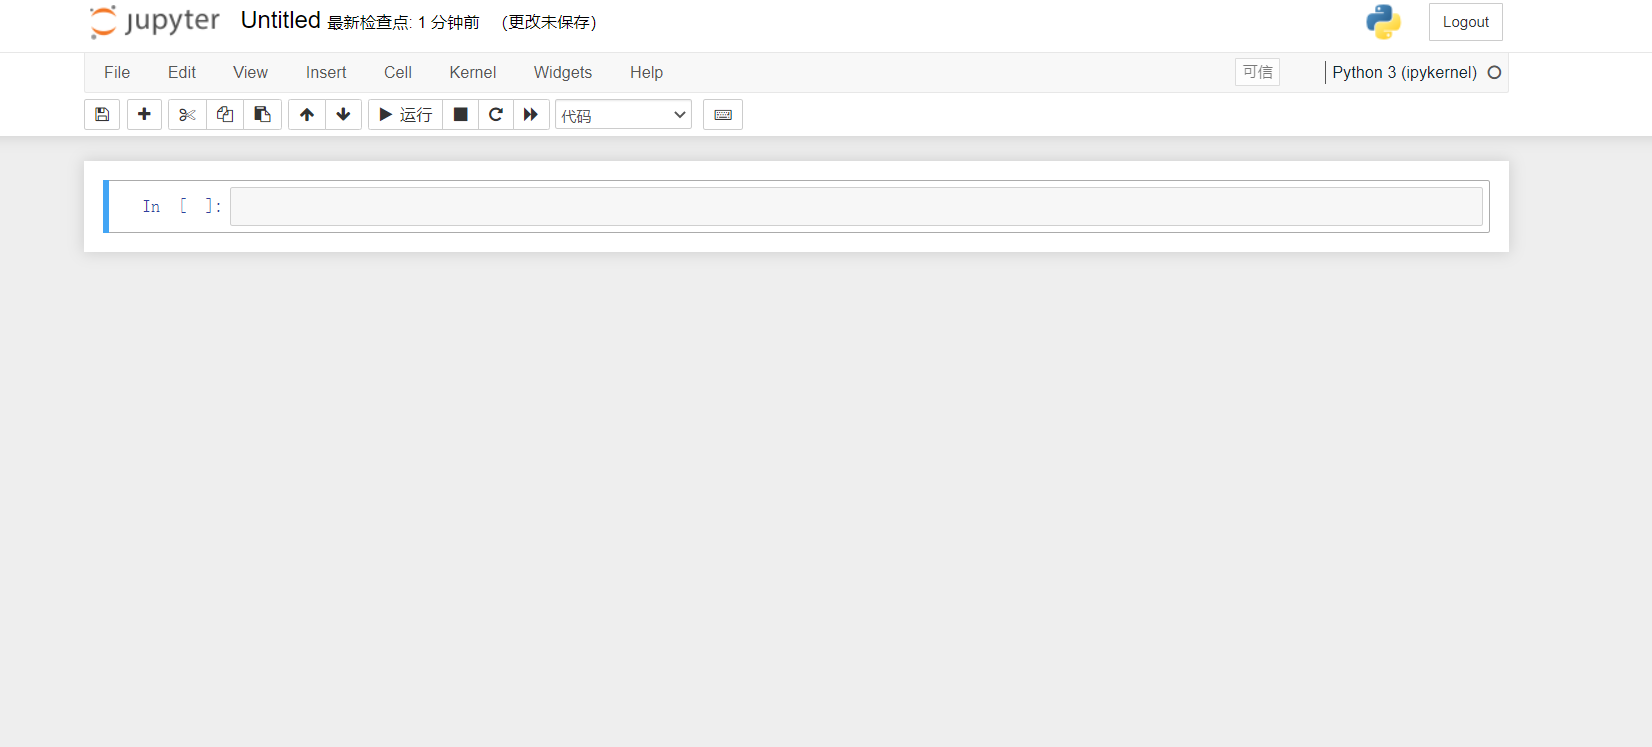 jupyter Untitled 最新检查点: 1 分钟前 (更改未保存) Logout
File Edit View Insert Cell Kernel Widgets Help 可信 Python 3 (ipykernel)
运行 代码
In [ ]: